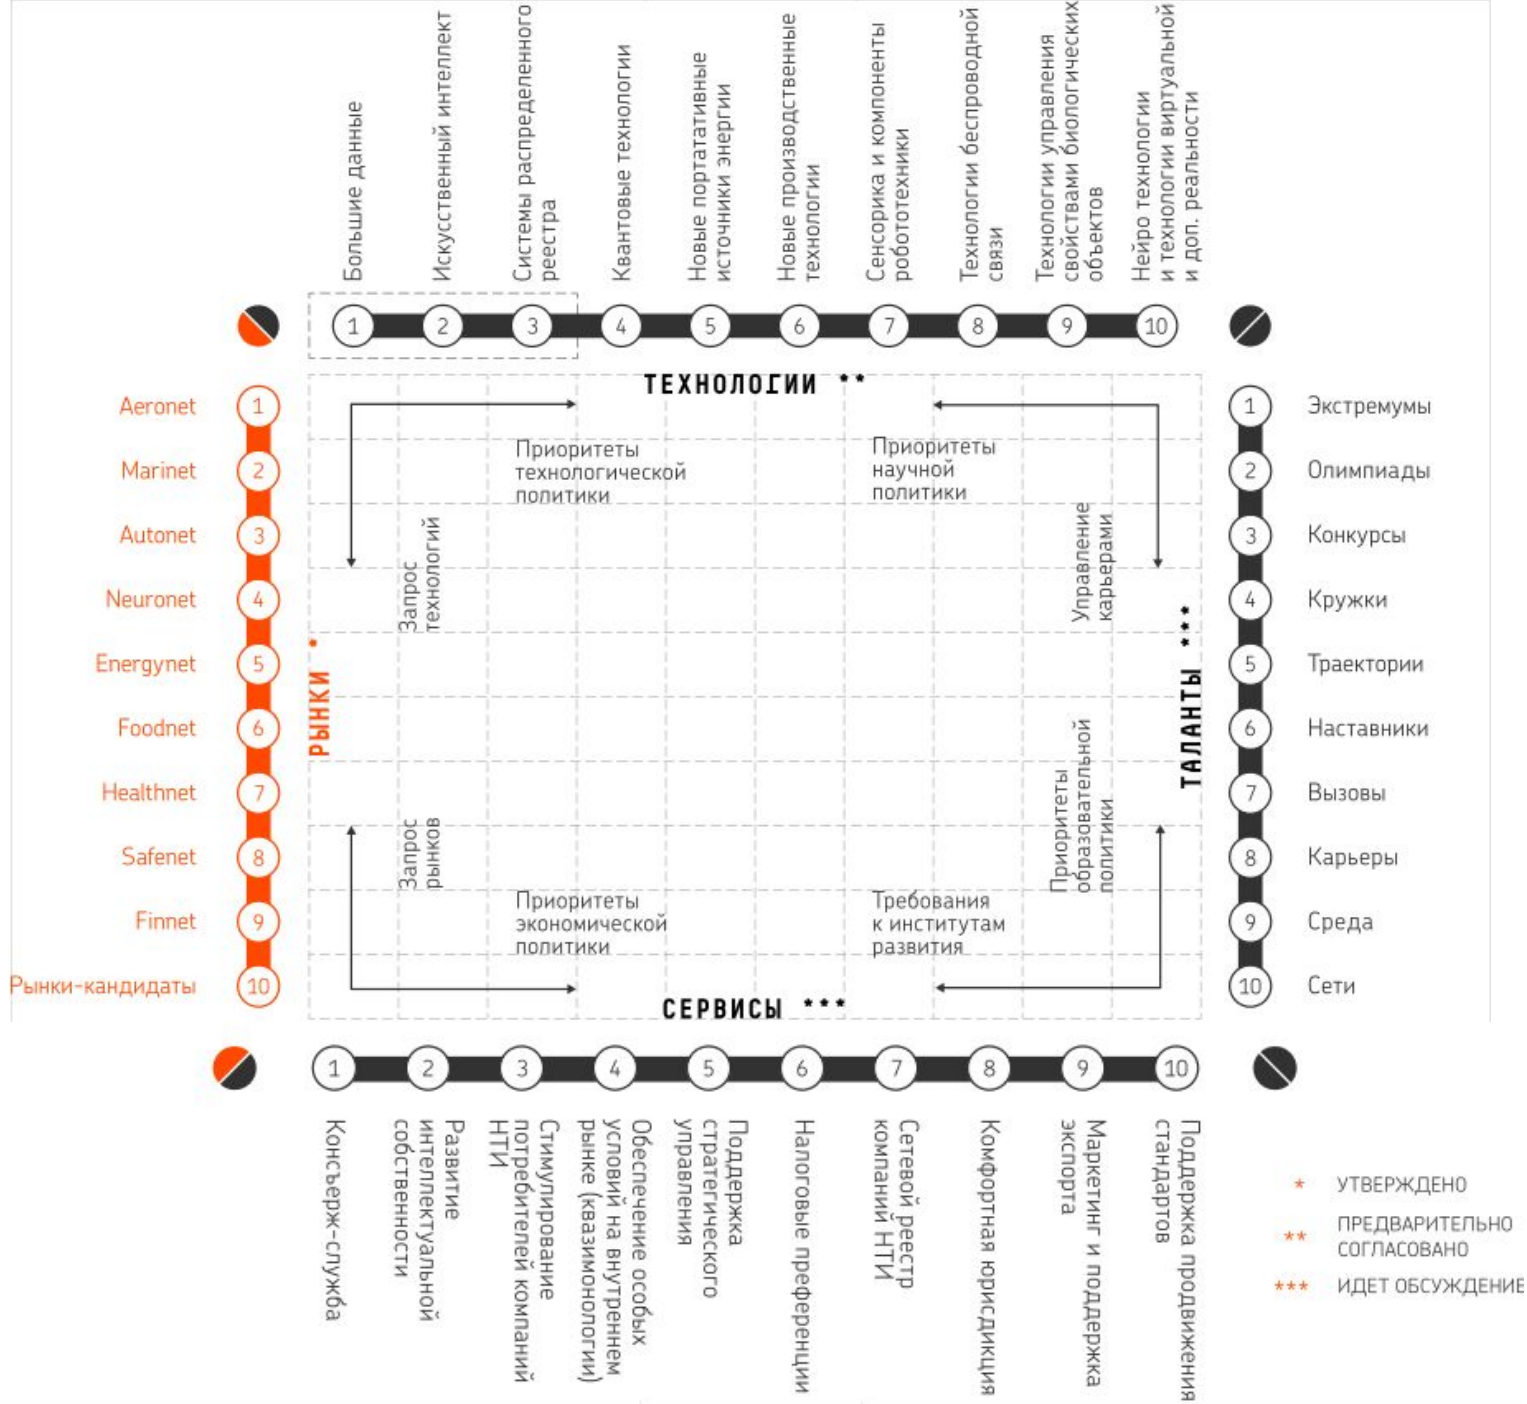 Большие данные
Искусственный интеллект
Системы распределенного
реестра
Квантовые технологии
Новые портатативные
источники энергии
Новые производственные
технологии
Сенсорика и компоненты
робототехники
Технологии беспроводной
связи
Технологии управления
свойствами биологических
объектов
Нейро технологии
и технологии виртуальной
и доп. реальности
1 2 3 4 5 6 7 8 9 10
ТЕХНОЛОГИИ **
Aeronet 1
Marinet 2
Autonet 3
Neuronet 4
Energynet 5
Foodnet 6
Healthnet 7
Safenet 8
Finnet 9
Рынки-кандидаты 10
РЫНКИ *
Приоритеты
технологической
политики
Запрос
технологий
Приоритеты
научной
политики
Управление
карьерами
Запрос
рынков
Приоритеты
экономической
политики
Приоритеты
образовательной
политики
Требования
к институтам
развития
ТАЛАНТЫ ***
1 Экстремумы
2 Олимпиады
3 Конкурсы
4 Кружки
5 Траектории
6 Наставники
7 Вызовы
8 Карьеры
9 Среда
10 Сети
СЕРВИСЫ ***
1 2 3 4 5 6 7 8 9 10
Консъерж-служба
Развитие
интеллектуальной
собственности
Стимулирование
потребителей компаний
НТИ
Обеспечение особых
условий на внутреннем
рынке (квазимонологии)
Поддержка
стратегического
управления
Налоговые преференции
Сетевой реестр
компаний НТИ
Комфортная юрисдикция
Маркетинг и поддержка
экспорта
Поддержка продвижения
стандартов
* УТВЕРЖДЕНО
** ПРЕДВАРИТЕЛЬНО
СОГЛАСОВАНО
*** ИДЕТ ОБСУЖДЕНИЕ